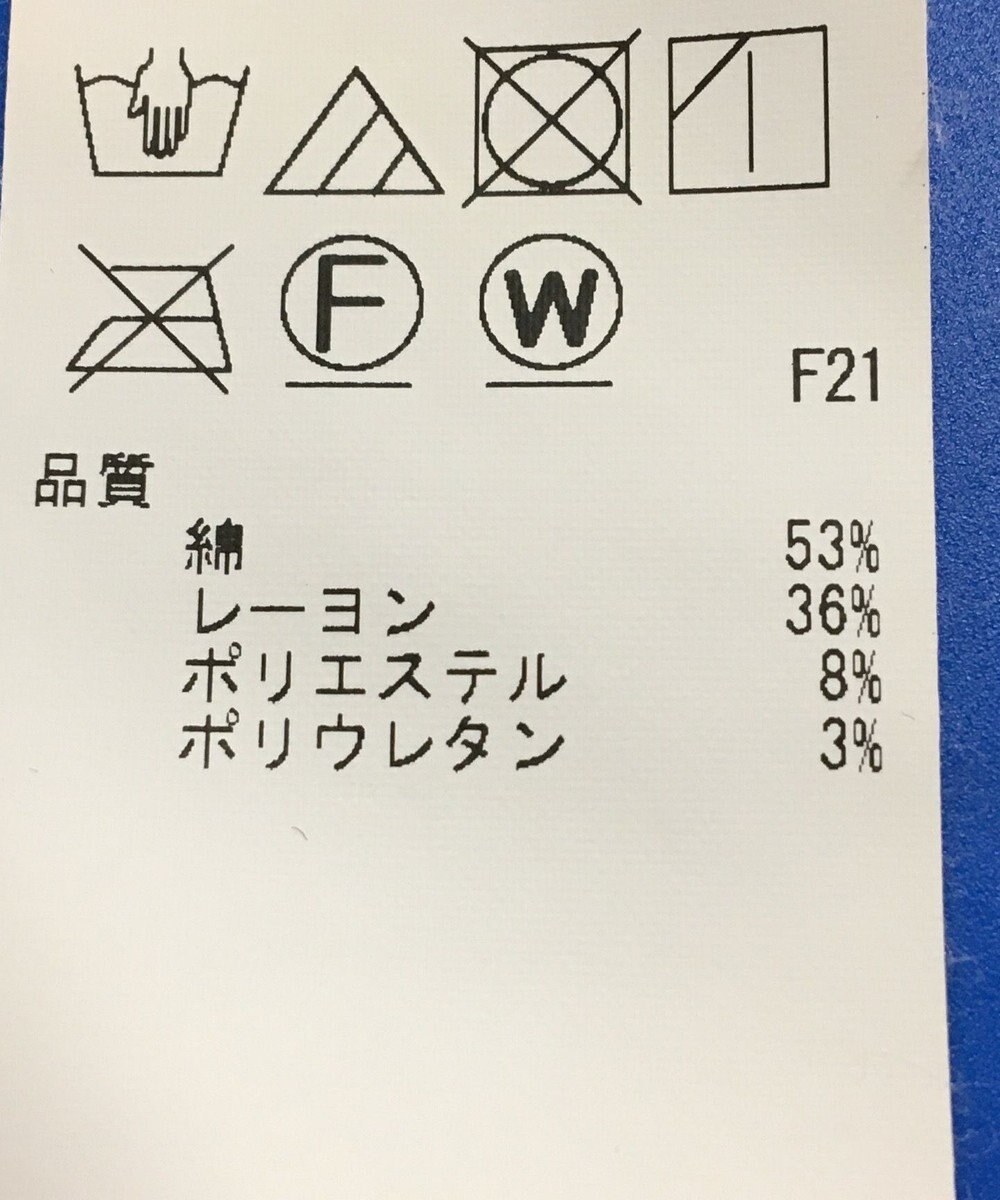 F W
F21
品質
綿 53%
レーヨン 36%
ポリエステル 8%
ポリウレタン 3%